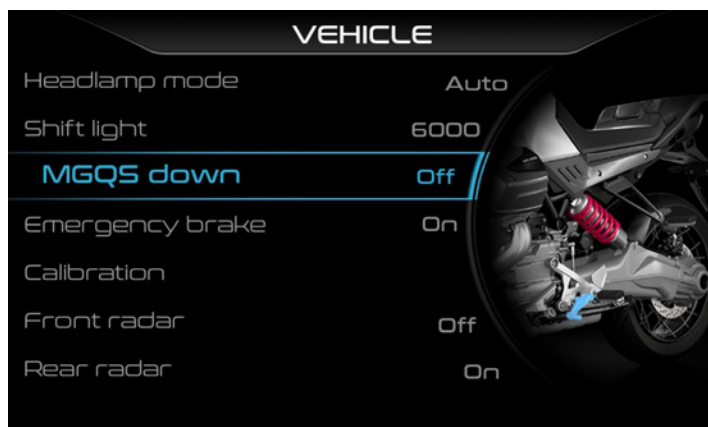 VEHICLE
Headlamp mode Auto
Shift light 6000
MGQS down Off
Emergency brake On
Calibration
Front radar Off
Rear radar On